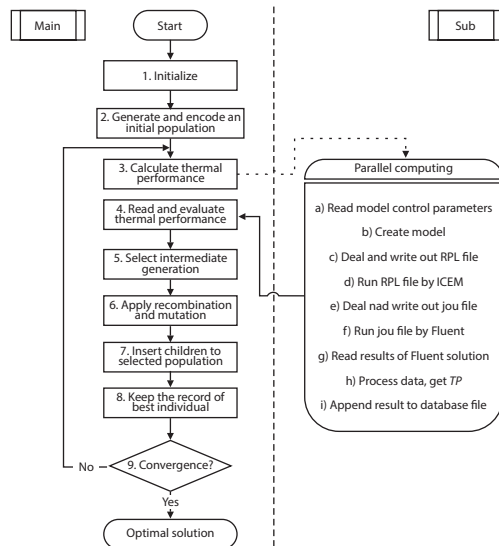 Main
Start
Sub
1. Initialize
2. Generate and encode an
initial population
3. Calculate thermal
performance
4. Read and evaluate
thermal performance
5. Select intermediate
generation
6. Apply recombination
and mutation
7. Insert children to
selected population
8. Keep the record of
best individual
9. Convergence?
No
Yes
Optimal solution
Parallel computing
a) Read model control parameters
b) Create model
c) Deal and write out RPL file
d) Run RPL file by ICEM
e) Deal nad write out jou file
f) Run jou file by Fluent
g) Read results of Fluent solution
h) Process data, get TP
i) Append result to database file